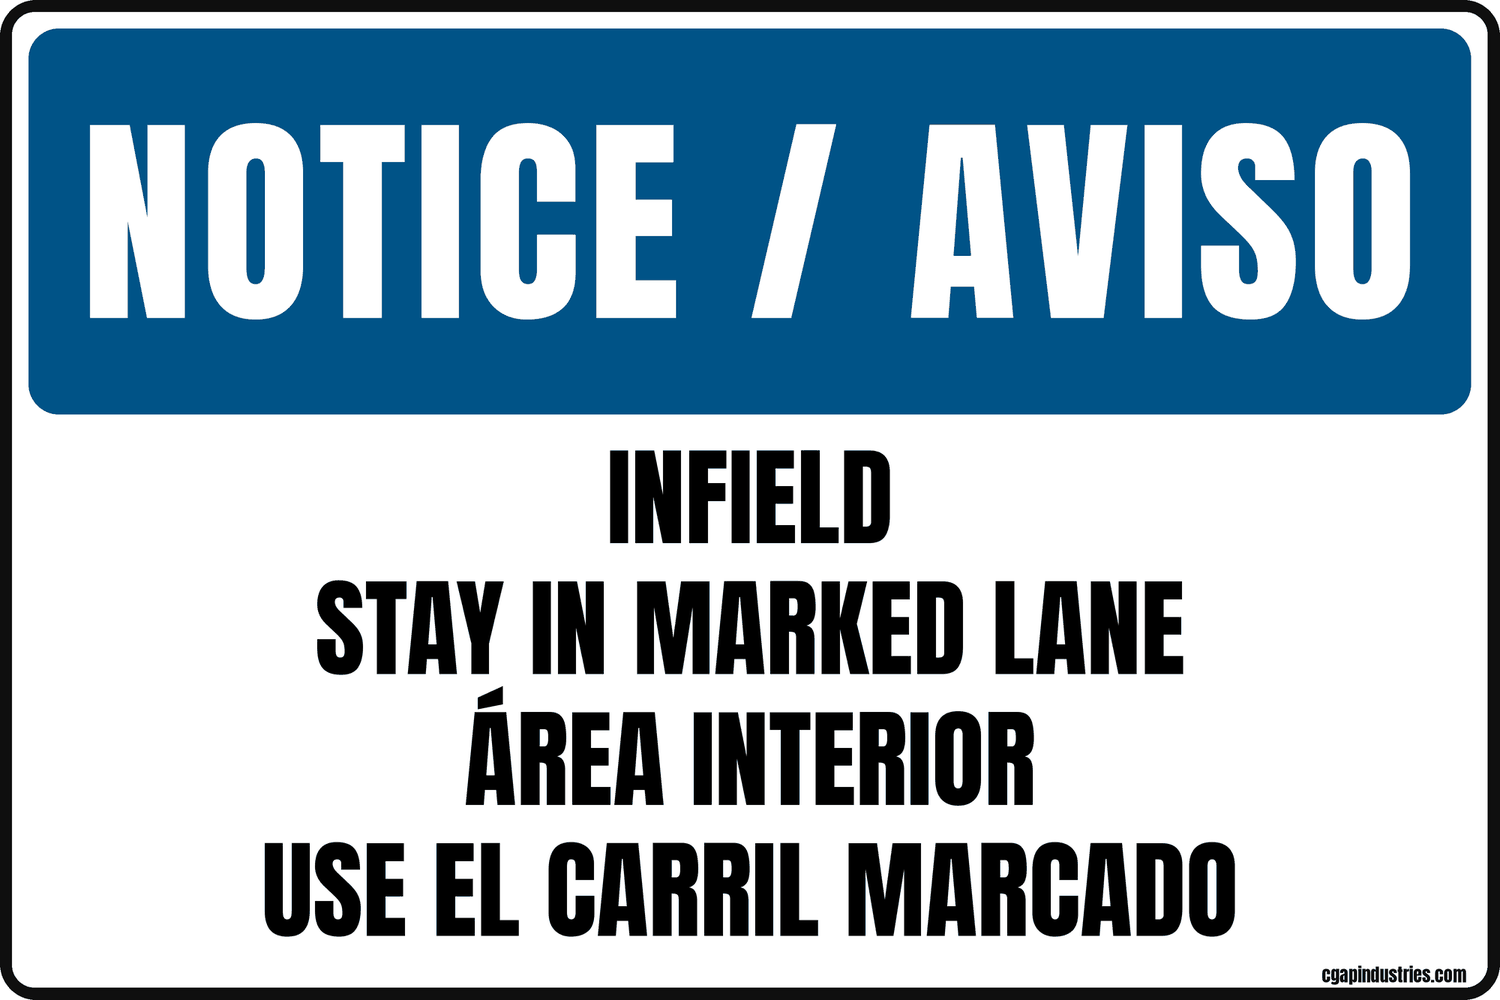 NOTICE / AVISO
INFIELD
STAY IN MARKED LANE
ÁREA INTERIOR
USE EL CARRIL MARCADO
cgapindustries.com